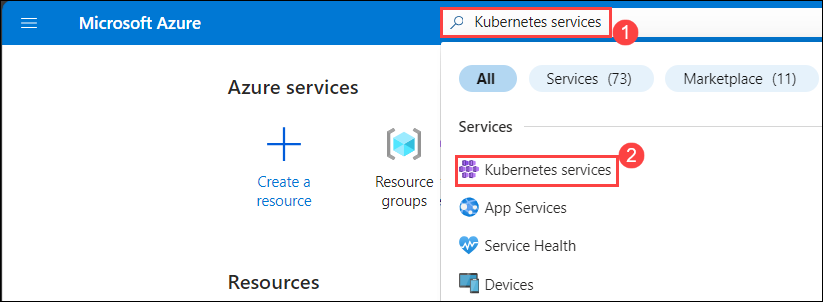 Microsoft Azure
Kubernetes services
1
All
Services (73)
Marketplace (11)
Azure services
Services
Create a
resource
Resource
groups
2
Kubernetes services
App Services
Service Health
Devices
Resources